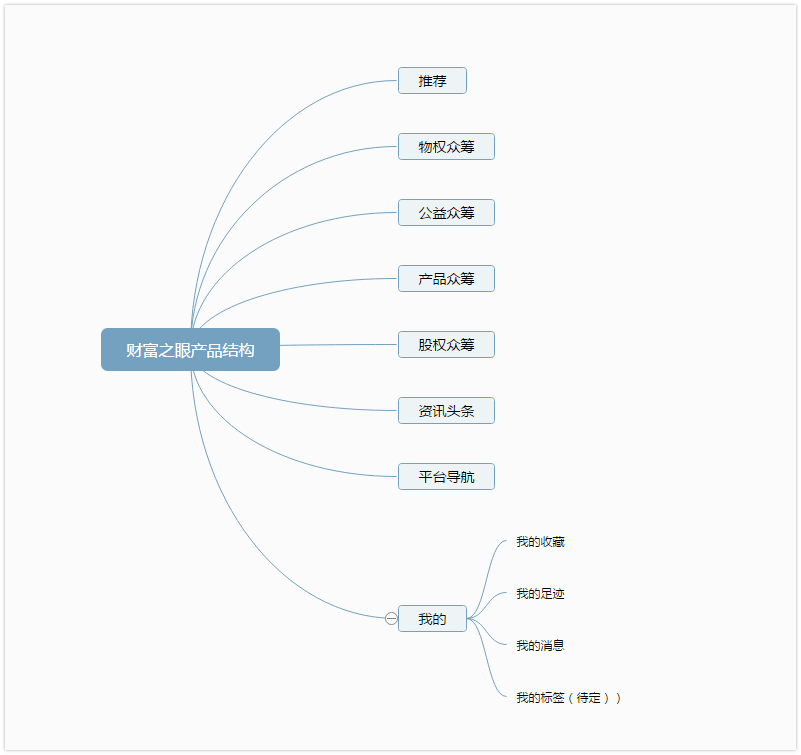 推荐
物权众筹
公益众筹
产品众筹
财富之眼产品结构
股权众筹
资讯头条
平台导航
我的
我的收藏
我的足迹
我的消息
我的标签（待定））